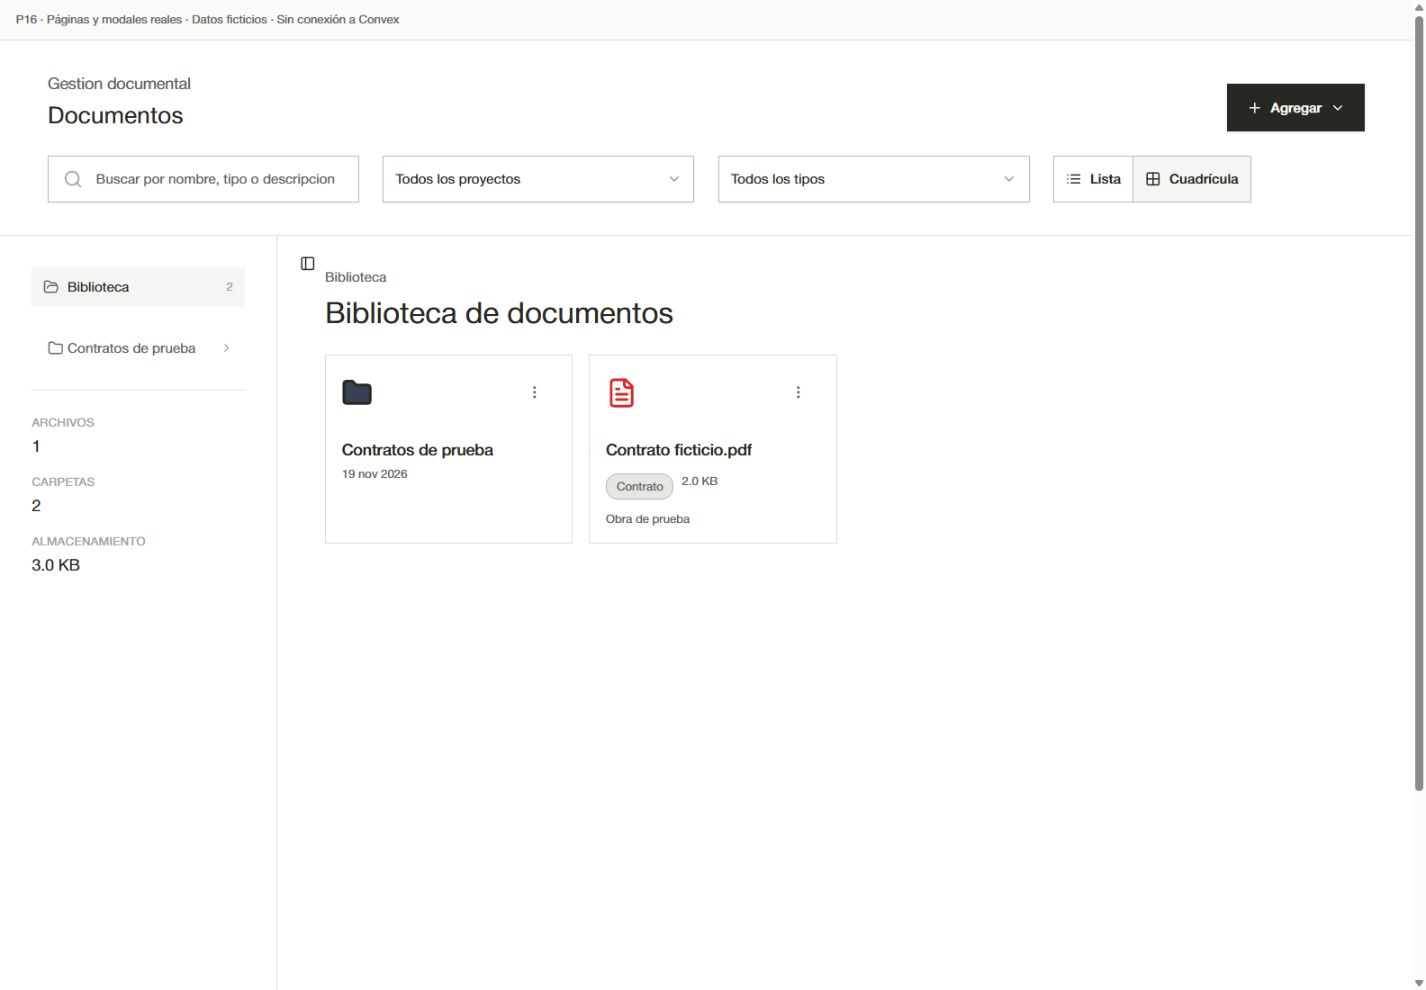 P16 · Páginas y modales reales · Datos ficticios · Sin conexión a Convex
Gestion documental
Documentos
Agregar
Buscar por nombre, tipo o descripcion
Todos los proyectos
Todos los tipos
Lista
Cuadrícula
Biblioteca 2
Contratos de prueba
ARCHIVOS
1
CARPETAS
2
ALMACENAMIENTO
3.0 KB
Biblioteca
Biblioteca de documentos
Contratos de prueba
19 nov 2026
Contrato ficticio.pdf
Contrato 2.0 KB
Obra de prueba